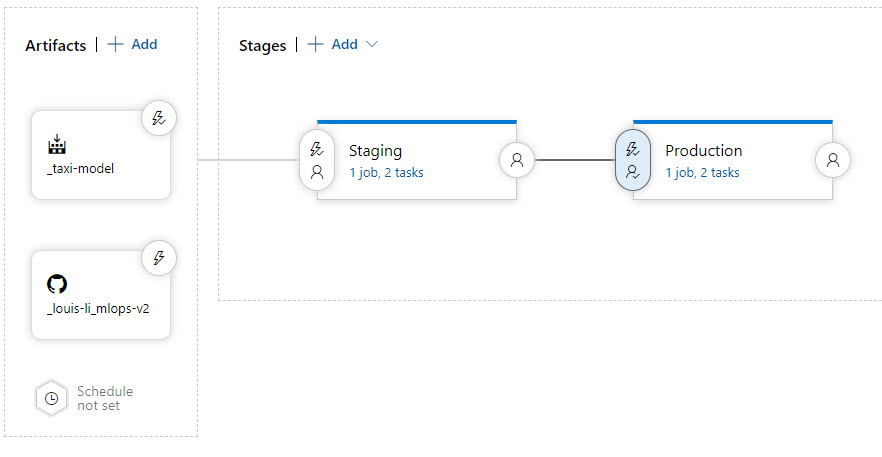 Artifacts | + Add
_taxi-model
_louis-li_mlops-v2
Schedule
not set
Stages | + Add
Staging
1 job, 2 tasks
Production
1 job, 2 tasks